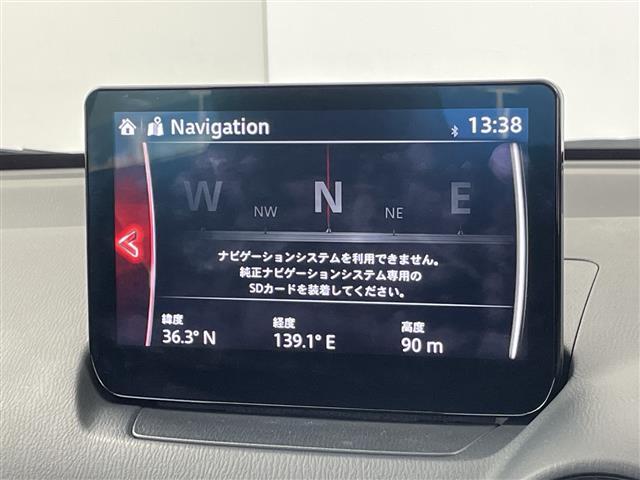 Navigation 13:38
W NW N NE E
ナビゲーションシステムを利用できません。
純正ナビゲーションシステム専用の
SDカードを装着してください。
緯度 経度 高度
36.3° N 139.1° E 90 m